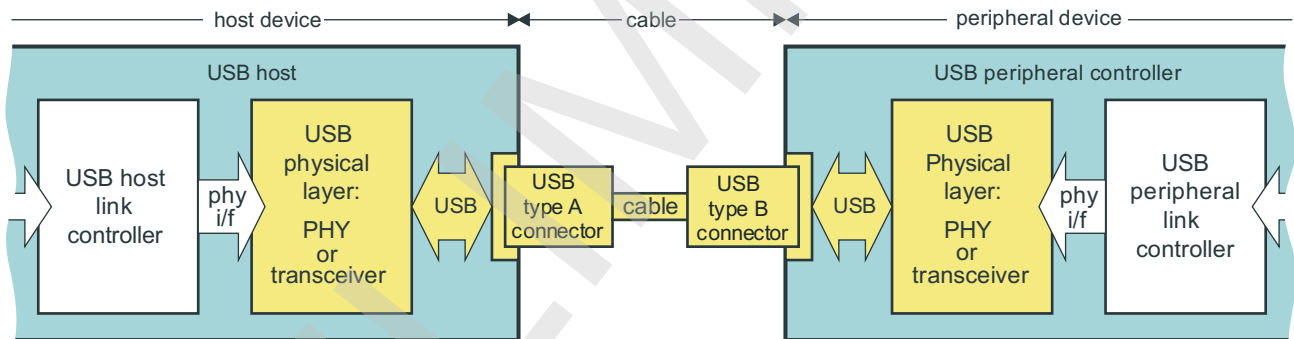 host device
cable
peripheral device
USB host
USB peripheral controller
USB host
link
controller
phy
i/f
USB
physical
layer:
PHY
or
transceiver
USB
USB
type A
connector
cable
USB
type B
connector
USB
USB
Physical
layer:
PHY
or
transceiver
phy
i/f
USB
peripheral
link
controller